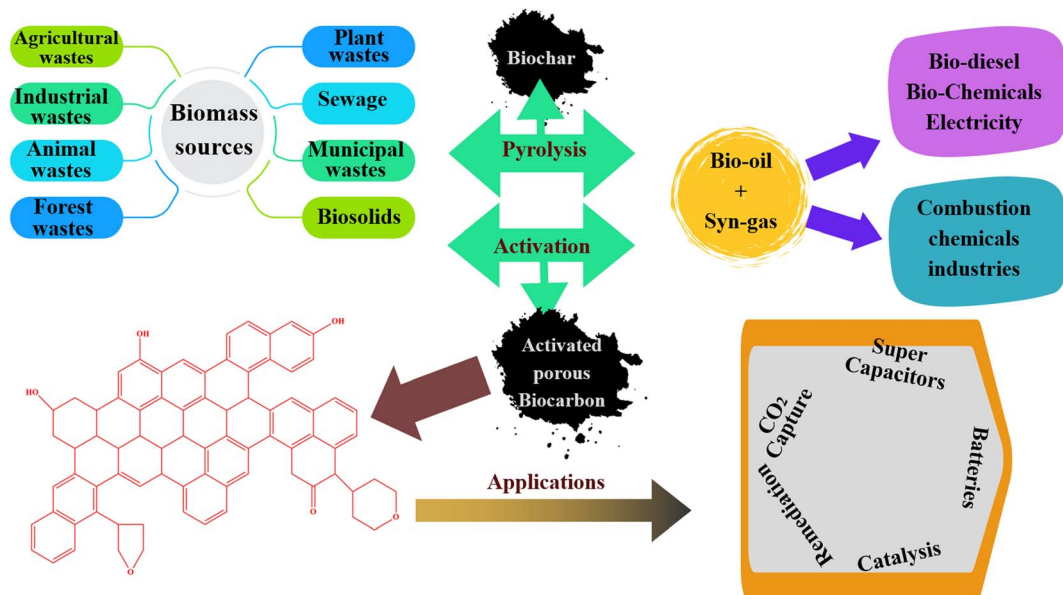 Agricultural
wastes
Industrial
wastes
Animal
wastes
Forest
wastes
Biomass
sources
Plant
wastes
Sewage
Municipal
wastes
Biosolids
Biochar
Pyrolysis
Activation
Activated
porous
Biocarbon
Bio-oil
+
Syn-gas
Bio-diesel
Bio-Chemicals
Electricity
Combustion
chemicals
industries
OH
OH
HO
O
O
O
Applications
Super
Capacitors
Batteries
Catalysis
Remediation
CO₂
Capture